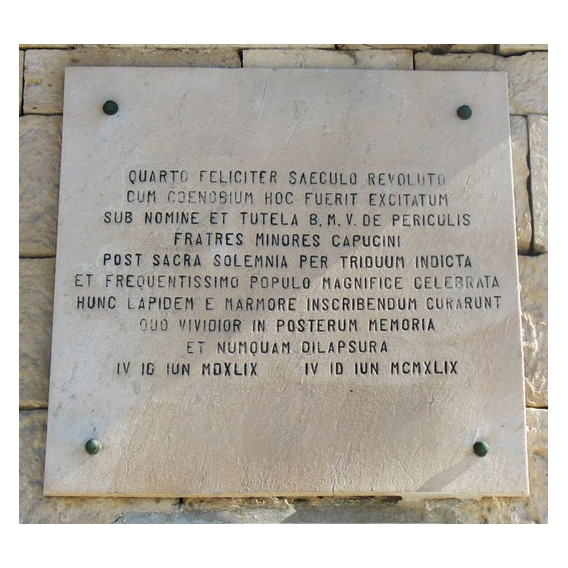 QUARTO FELICITER SAECULO REVOLUTO
CUM COENOBIUM HOC FUERIT EXCITATUM
SUB NOMINE ET TUTELA B.M.V. DE PERICULIS
FRATRES MINORES CAPUCINI
POST SACRA SOLEMNIA PER TRIDUUM INDICTA
ET FREQUENTISSIMO POPULO MAGNIFICE CELEBRATA
HUNC LAPIDEM E MARMORE INSCRIBENDUM CURARUNT
QUO VIVIDIOR IN POSTERUM MEMORIA
ET NUMQUAM DILAPSURA
IV ID IUN MDXLIX IV ID IUN MCMXLIX